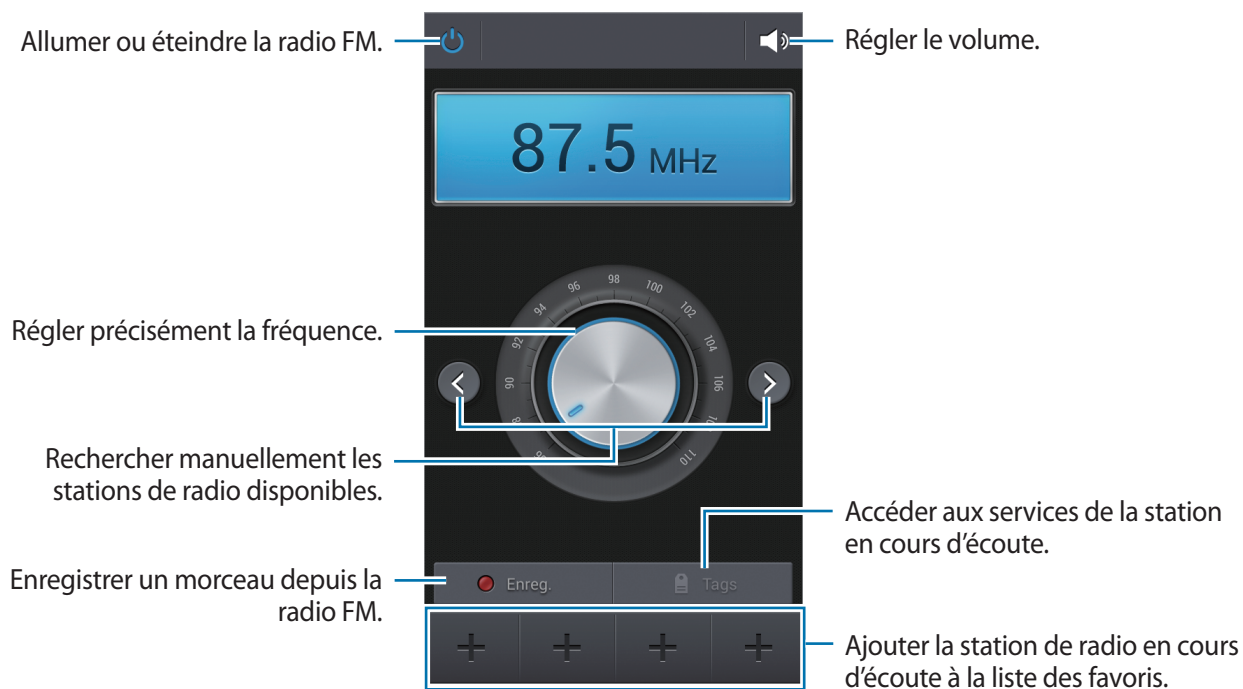 Allumer ou éteindre la radio FM.
Régler le volume.
87.5 MHz
Régler précisément la fréquence.
90
92
94
96
98
100
102
104
106
110
Rechercher manuellement les
stations de radio disponibles.
Accéder aux services de la station
en cours d’écoute.
Enregistrer un morceau depuis la
radio FM.
Enreg.
Tags
Ajouter la station de radio en cours
d’écoute à la liste des favoris.